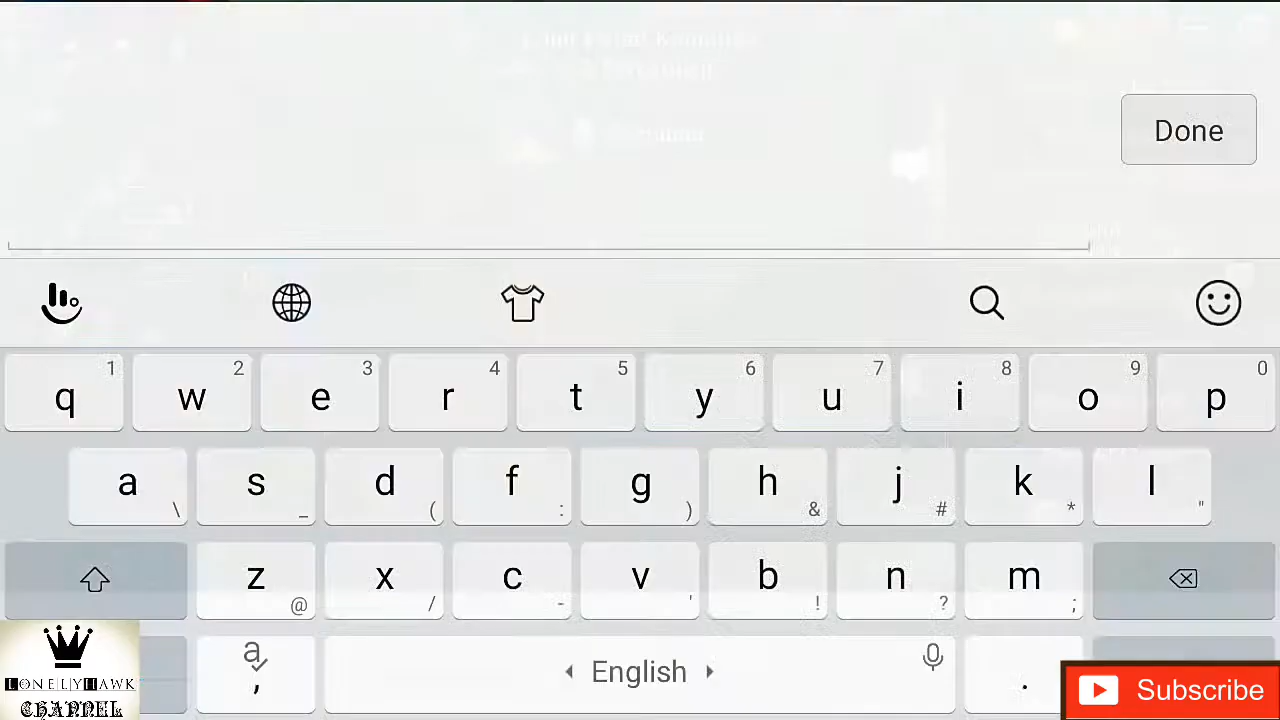 Done
1 2 3 4 5 6 7 8 9 0
q w e r t y u i o p
a s d f g h j k l
\ _ ( : ) & # * "
z x c v b n m
@ / - ' ! ? ;
a
, English .
LONELYHAWK
CHANNEL
Subscribe